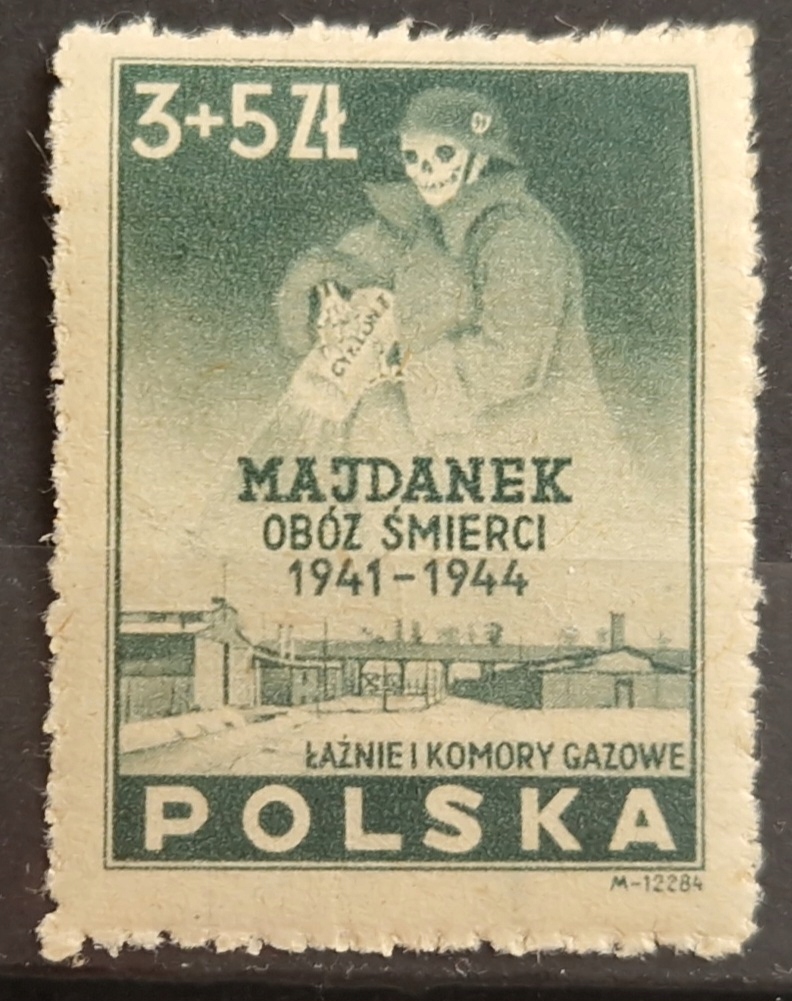 3+5 ZŁ
CYKLON B
MAJDANEK
OBÓZ ŚMIERCI
1941-1944
ŁAŹNIE I KOMORY GAZOWE
POLSKA
M-12284